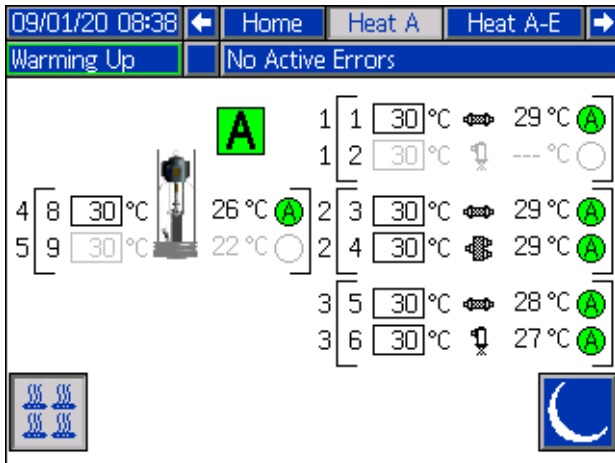 09/01/20 08:38 Home Heat A Heat A-E
Warming Up No Active Errors
A
1 1 30 °C 29 °C A
1 2 30 °C --- °C
4 8 30 °C 26 °C A
2 3 30 °C 29 °C A
5 9 30 °C 22 °C
2 4 30 °C 29 °C A
3 5 30 °C 28 °C A
3 6 30 °C 27 °C A